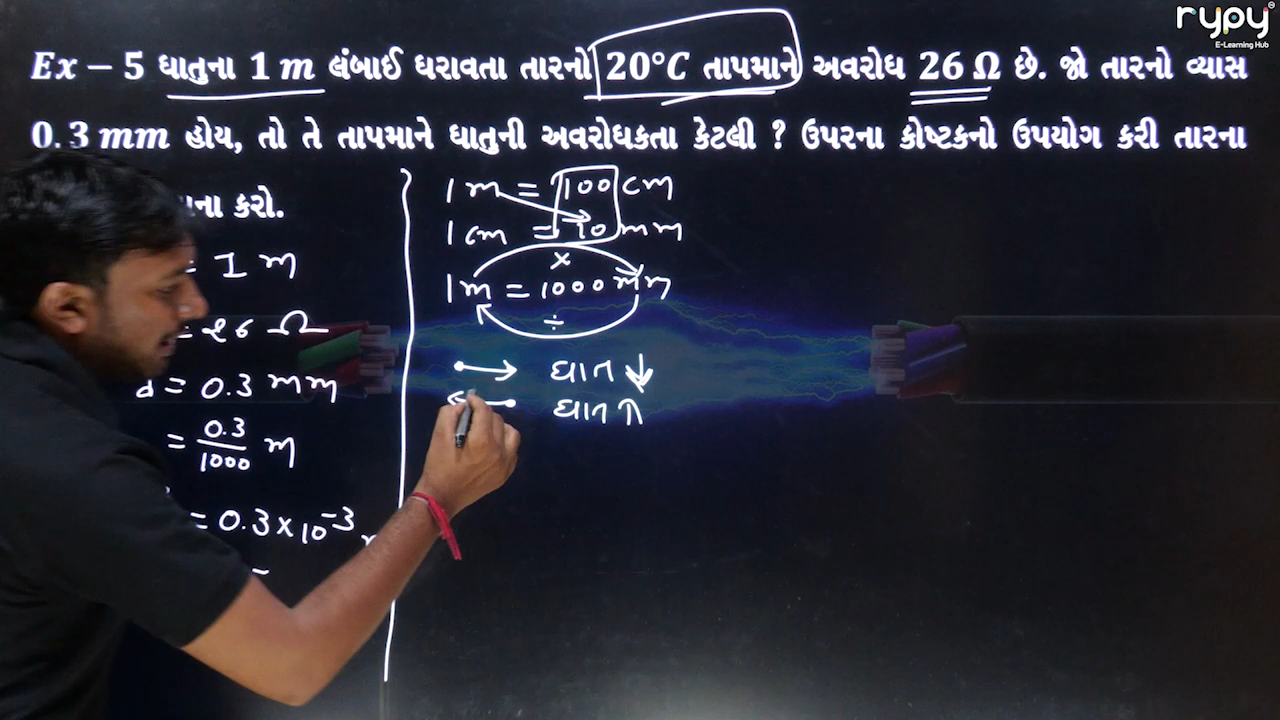 rypy
E-Learning Hub
Ex – 5 ધાતુના 1 m લંબાઈ ધરાવતા તારનો 20°C તાપમાને અવરોધ 26 Ω છે. જો તારનો વ્યાસ
0.3 mm હોય, તો તે તાપમાને ધાતુની અવરોધકતા કેટલી ? ઉપરના કોષ્ટકનો ઉપયોગ કરી તારના
કરો.
= 1 m
= ૨૬ Ω
d = 0.3 mm
= 0.3/1000 m
= 0.3 × 10⁻³
1 m = 100 cm
1 cm = 10 mm
×
1 m = 1000 mm
÷
→ ઘાત ↓
← ઘાત ↑